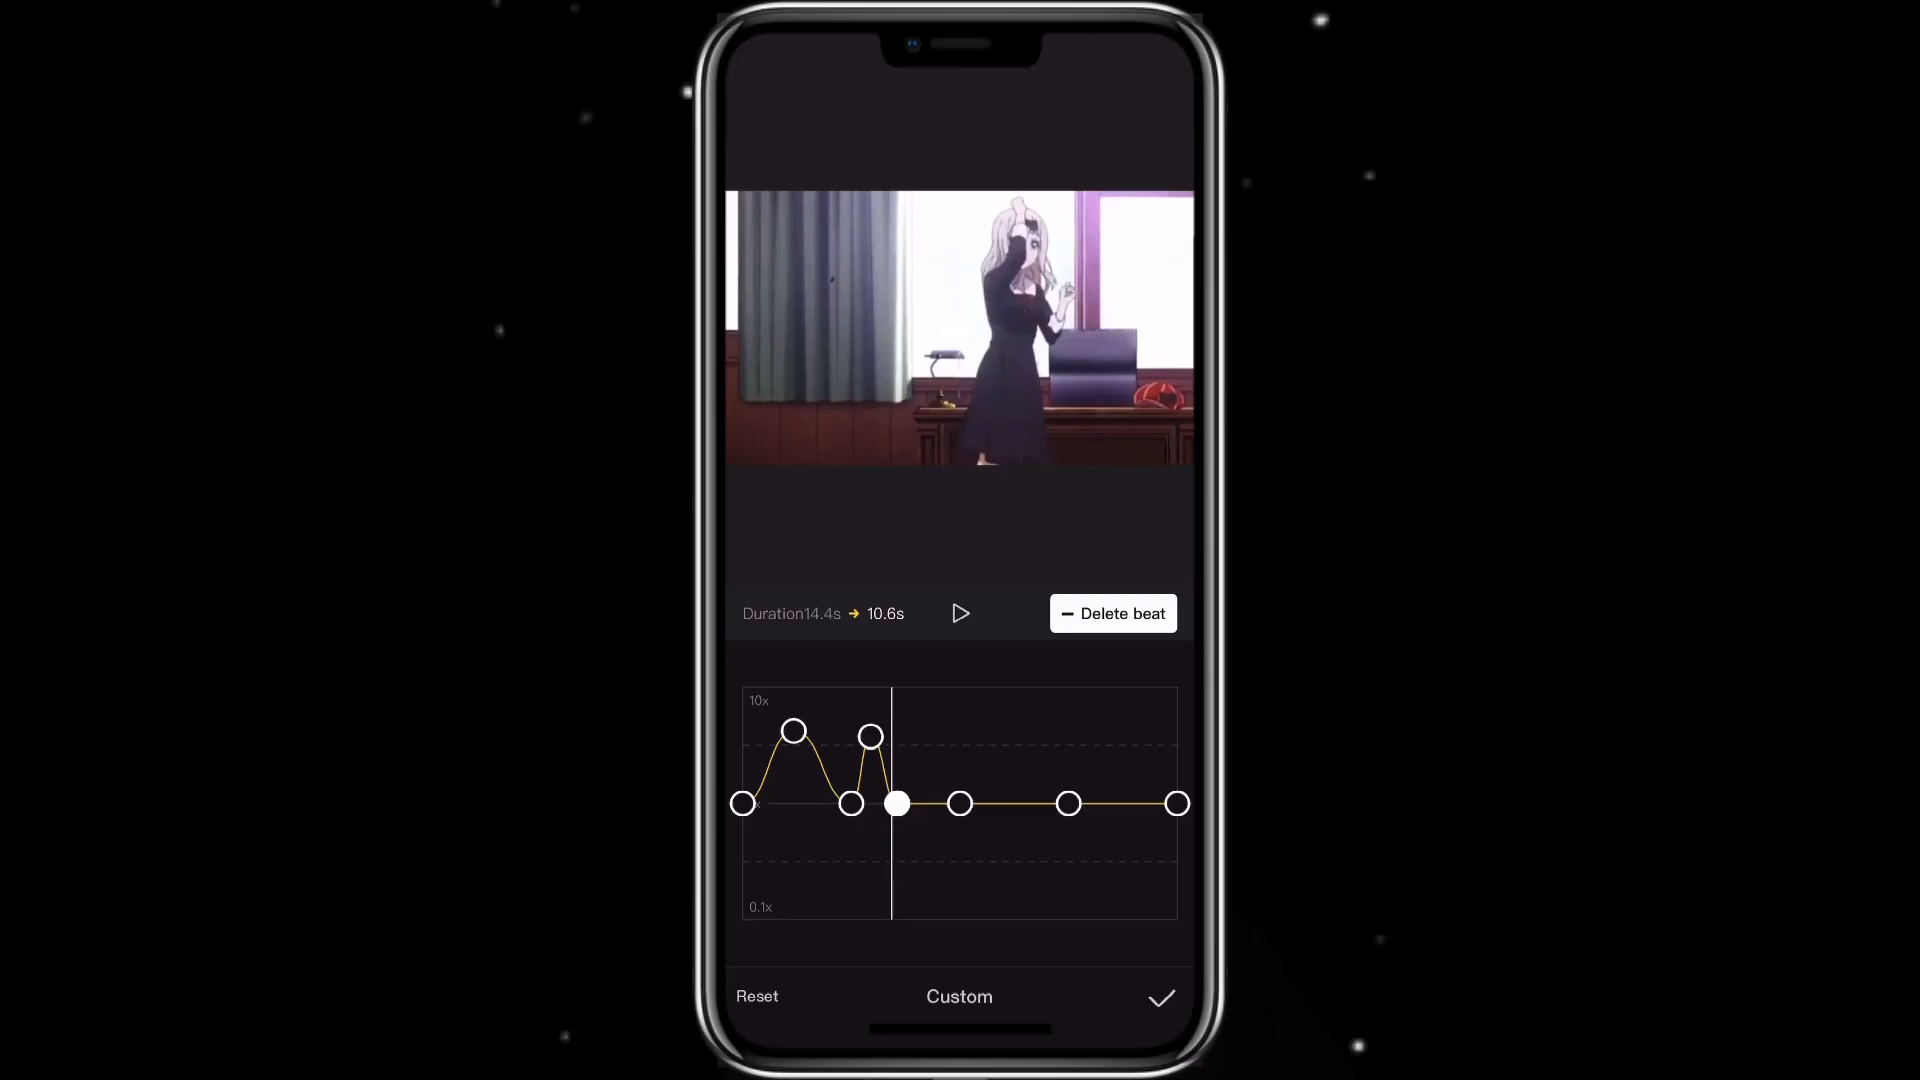 Duration14.4s → 10.6s
Delete beat
10x
x
0.1x
Reset
Custom